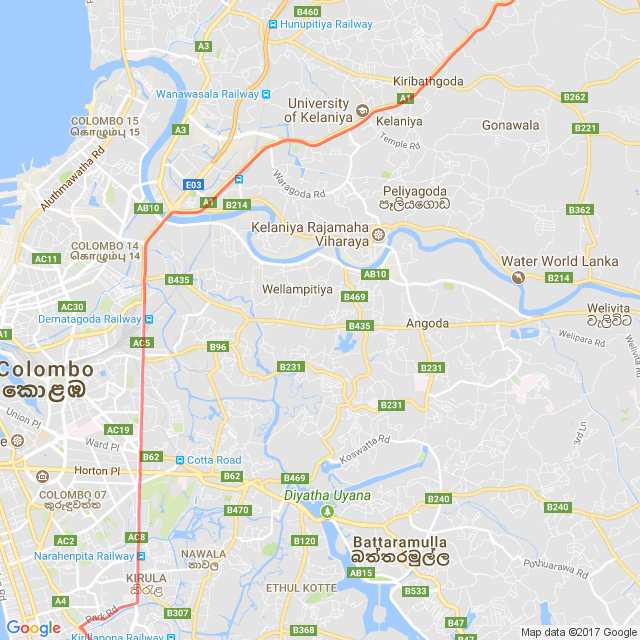 B460
Hunupitiya Railway
A3
Kiribathgoda
Wanawasala Railway
A1
B262
University
of Kelaniya
Kelaniya
COLOMBO 15
கொழும்பு 15
A3
Gonawala
B221
Temple Rd
Aluthmawatha Rd
E03
Waragoda Rd
Peliyagoda
පෑලියගොඩ
A1
B214
AB10
B362
Kelaniya Rajamaha
Viharaya
COLOMBO 14
கொழும்பு 14
AC11
Water World Lanka
AB10
B214
B435
Wellampitiya
B469
AC30
Dematagoda Railway
B435
Angoda
Welivita
වැලිවිට
A1
Welipara Rd
AC5
B96
Welivita Rd
Colombo
කොළඹ
B231
B231
B231
Union Pl
AC19
3rd Ln
Ward Pl
Koswatta Rd
B62
Cotta Road
Horton Pl
B62
B469
COLOMBO 07
කුරුඳුවත්ත
Diyatha Uyana
B240
B240
B470
AC2
AC8
B120
Battaramulla
බත්තරමුල්ල
Narahenpita Railway
NAWALA
නාවල
Pothuarawa Rd
KIRULA
කිරුළ
AB15
ETHUL KOTTE
B533
A4
Park Rd
B307
B47
B368
B47
Google
Kirillapona Railway
Map data ©2017 Google